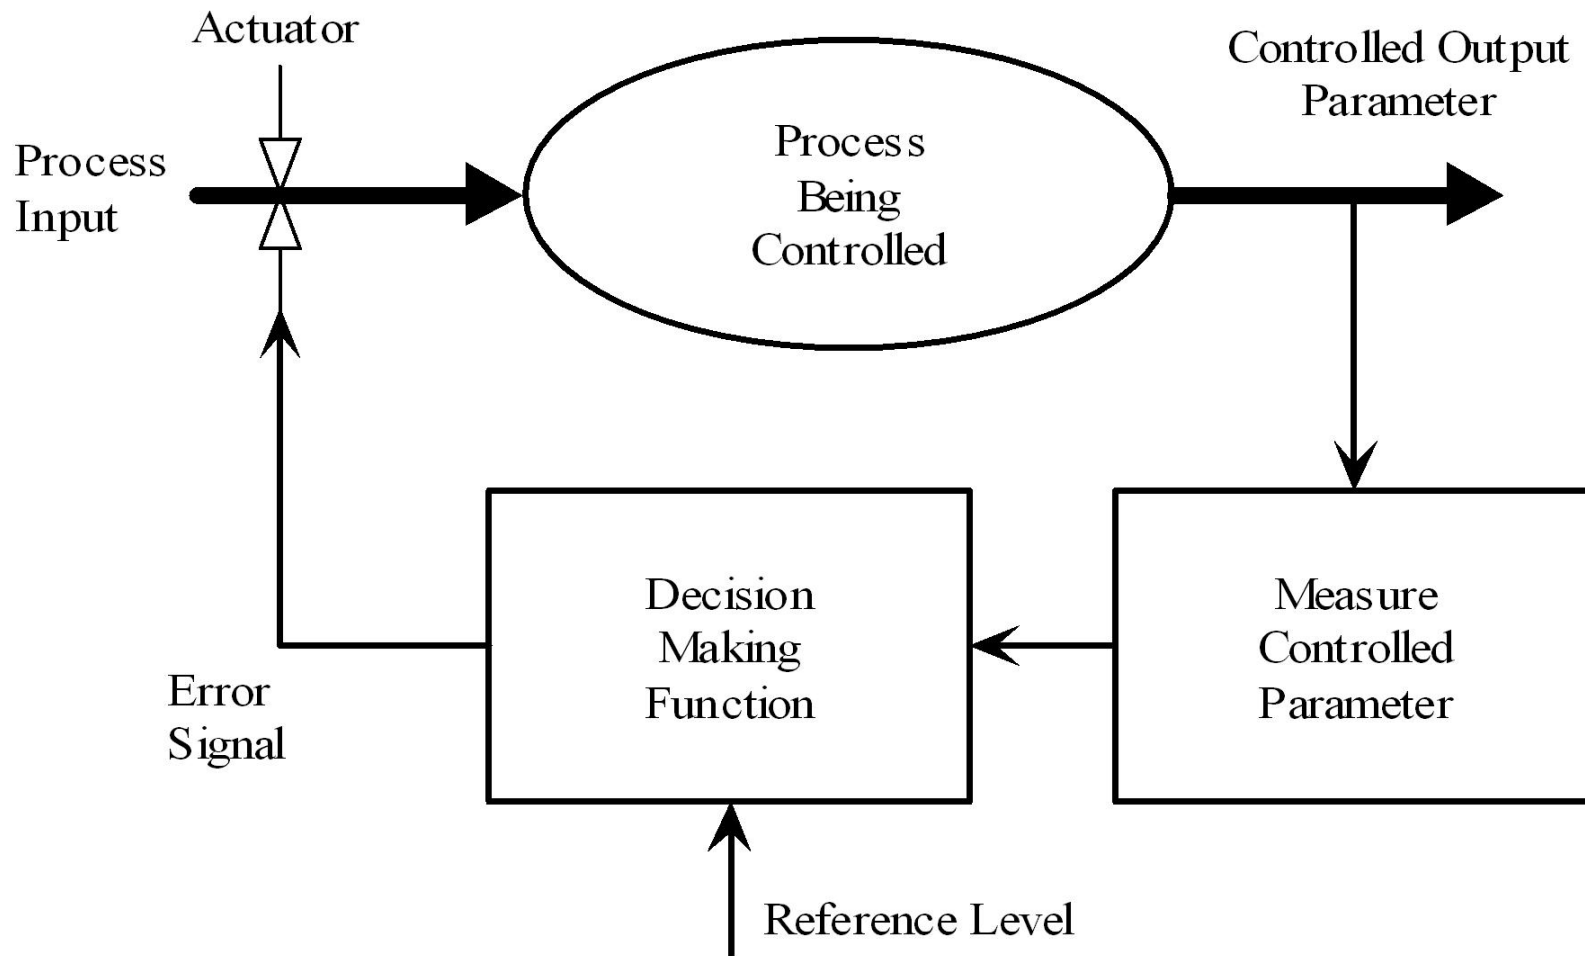 Actuator
Controlled Output
Parameter
Process
Input
Process
Being
Controlled
Decision
Making
Function
Measure
Controlled
Parameter
Error
Signal
Reference Level